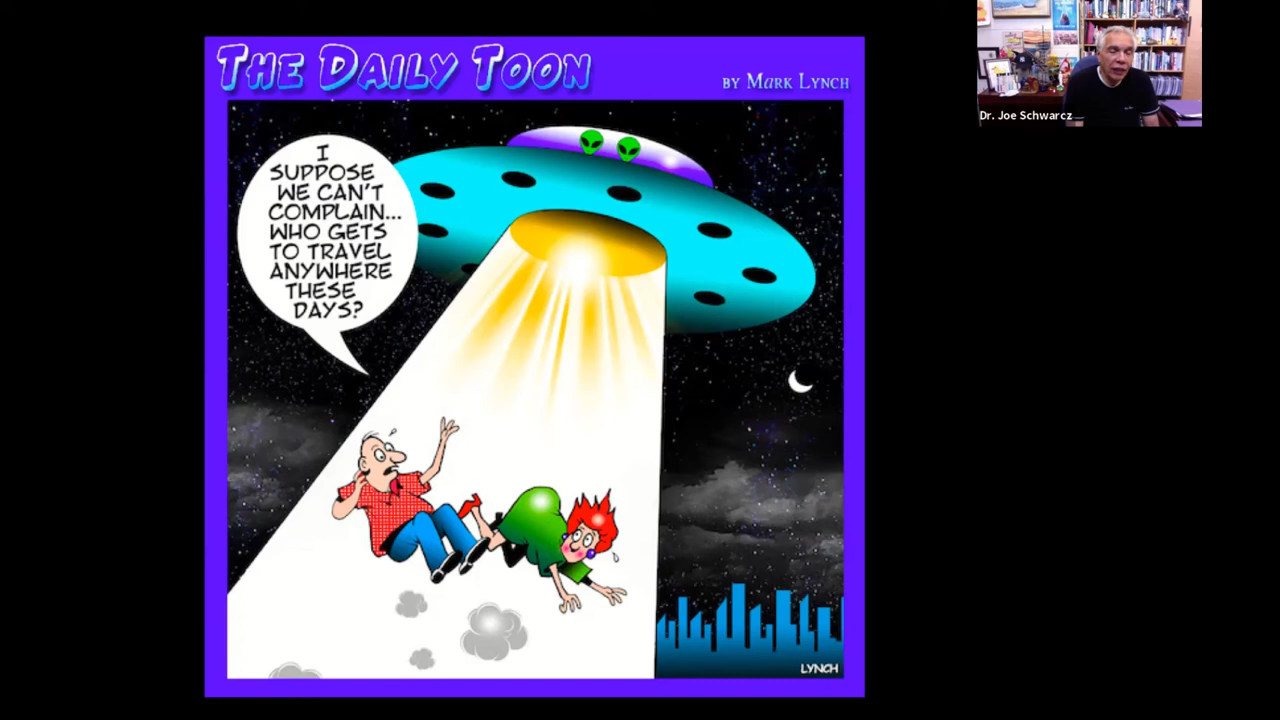 THE DAILY TOON
BY MARK LYNCH
I
SUPPOSE
WE CAN'T
COMPLAIN...
WHO GETS
TO TRAVEL
ANYWHERE
THESE
DAYS?
LYNCH
Dr. Joe Schwarcz